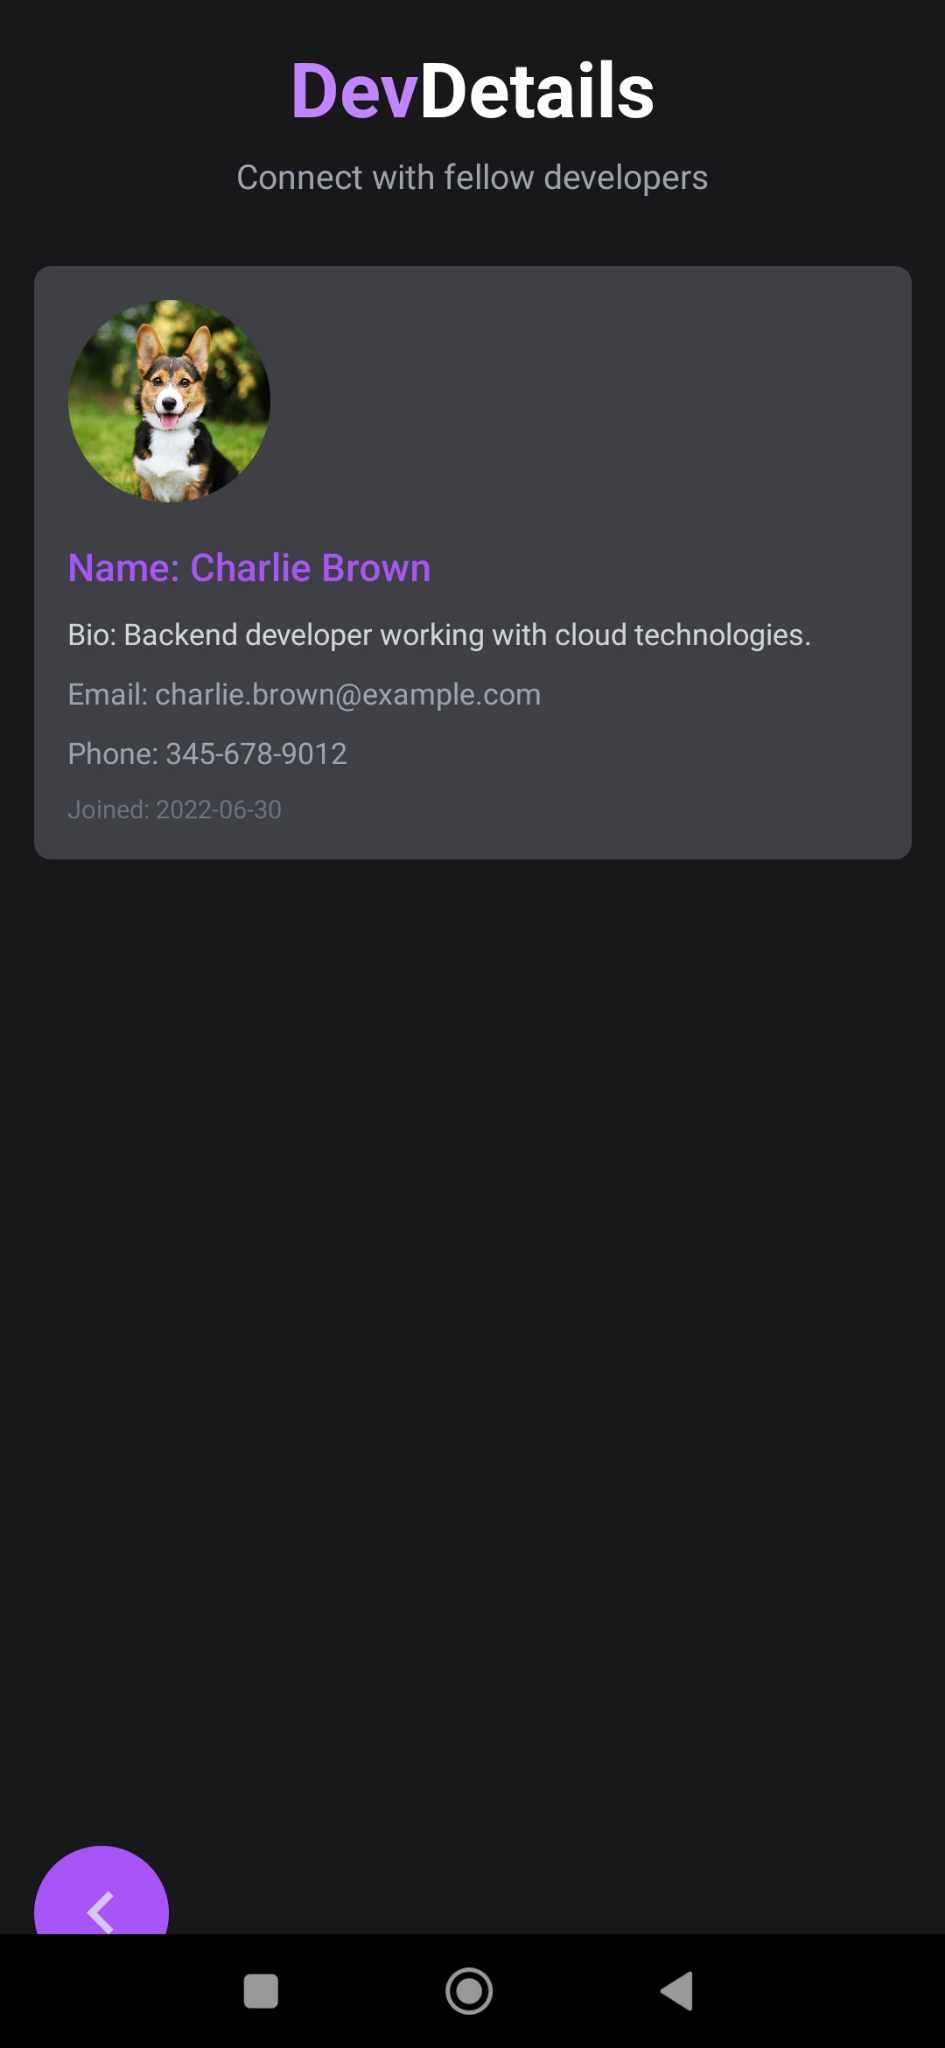 DevDetails
Connect with fellow developers
Name: Charlie Brown
Bio: Backend developer working with cloud technologies.
Email: charlie.brown@example.com
Phone: 345-678-9012
Joined: 2022-06-30